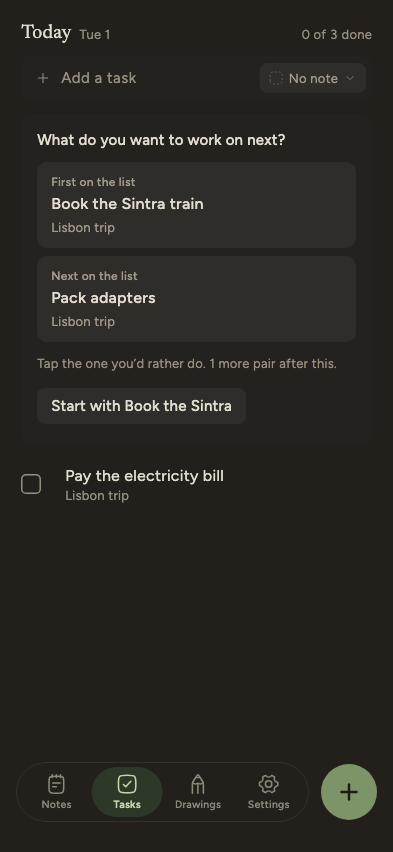 Today Tue 1 0 of 3 done
Add a task No note
What do you want to work on next?
First on the list
Book the Sintra train
Lisbon trip
Next on the list
Pack adapters
Lisbon trip
Tap the one you’d rather do. 1 more pair after this.
Start with Book the Sintra
Pay the electricity bill
Lisbon trip
Notes Tasks Drawings Settings